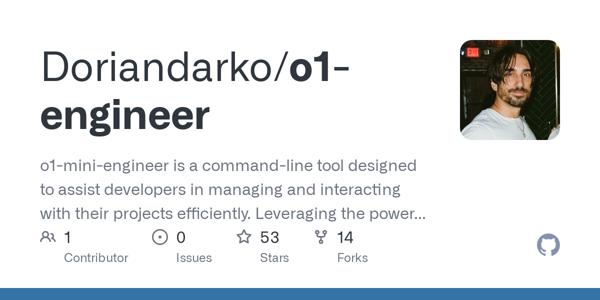 Doriandarko/o1-
engineer
o1-mini-engineer is a command-line tool designed
to assist developers in managing and interacting
with their projects efficiently. Leveraging the power...
1
Contributor
0
Issues
53
Stars
14
Forks
EXIT